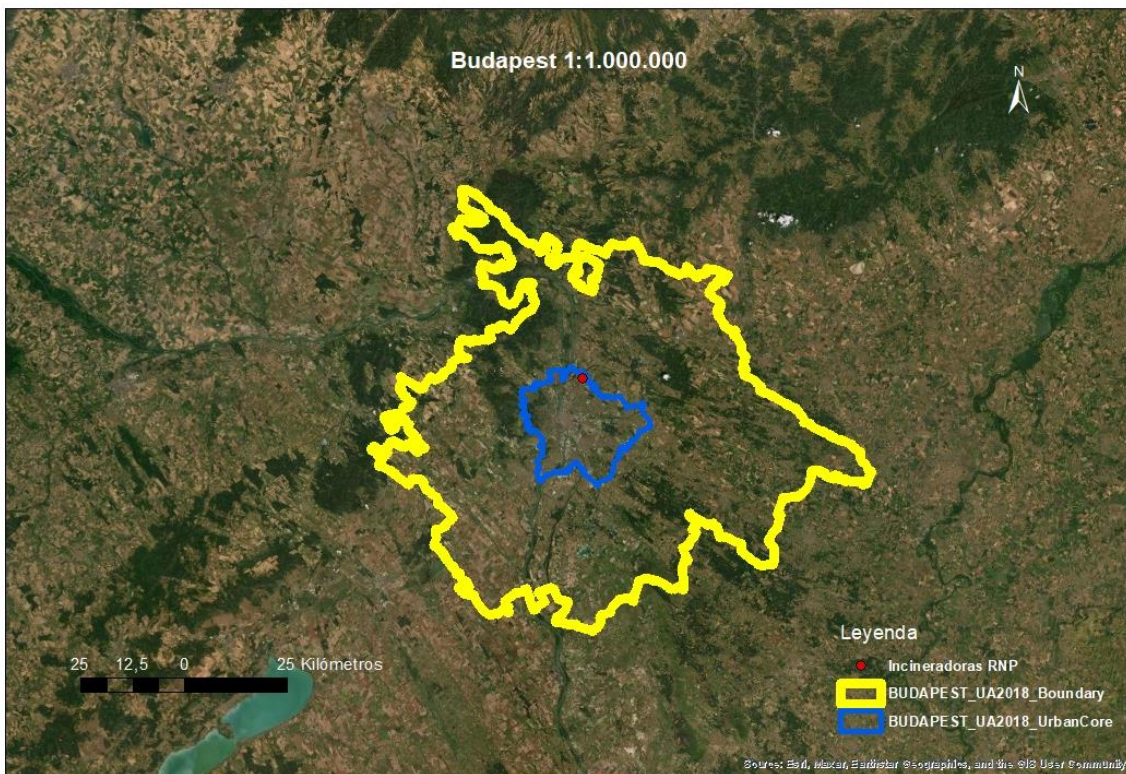 Budapest 1:1.000.000
N
25 12,5 0 25 Kilómetros
Leyenda
Incineradoras RNP
BUDAPEST_UA2018_Boundary
BUDAPEST_UA2018_UrbanCore
Source: Esri, Maxar, Earthstar Geographics, and the GIS User Community